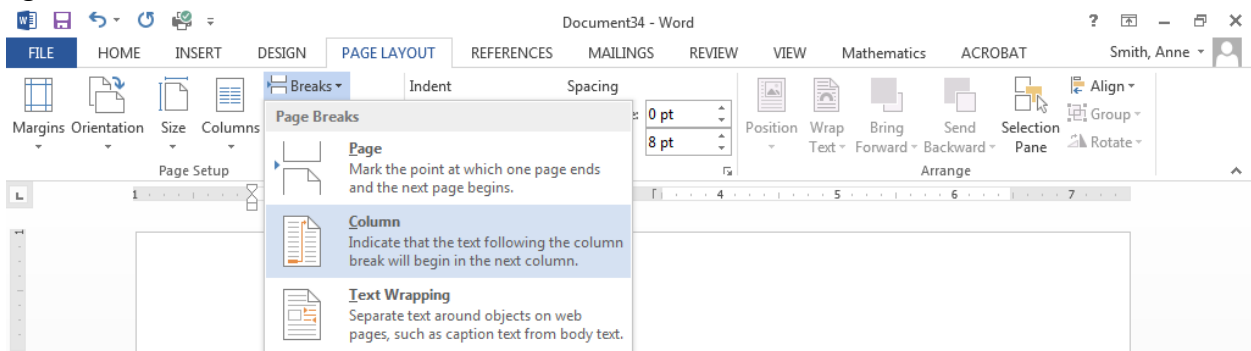 Document34 - Word
?
FILE HOME INSERT DESIGN PAGE LAYOUT REFERENCES MAILINGS REVIEW VIEW Mathematics ACROBAT Smith, Anne
Breaks Indent Spacing Align
Page Breaks 0 pt Group
Margins Orientation Size Columns Position Wrap Bring Send Selection
8 pt Text Forward Backward Pane Rotate
Page
Mark the point at which one page ends
and the next page begins.
Page Setup Arrange
1 4 5 6 7
Column
Indicate that the text following the column
break will begin in the next column.
Text Wrapping
Separate text around objects on web
pages, such as caption text from body text.